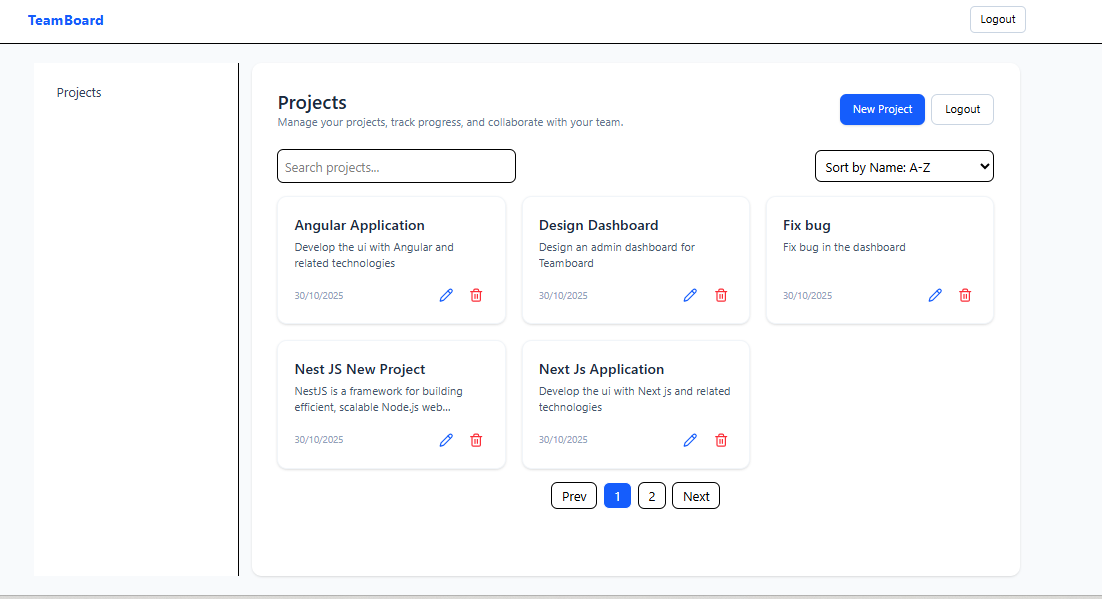 TeamBoard
Logout
Projects
Projects
Manage your projects, track progress, and collaborate with your team.
New Project
Logout
Search projects...
Sort by Name: A-Z
Angular Application
Develop the ui with Angular and
related technologies
30/10/2025
Design Dashboard
Design an admin dashboard for
Teamboard
30/10/2025
Fix bug
Fix bug in the dashboard
30/10/2025
Nest JS New Project
NestJS is a framework for building
efficient, scalable Node.js web...
30/10/2025
Next Js Application
Develop the ui with Next js and related
technologies
30/10/2025
Prev
1
2
Next